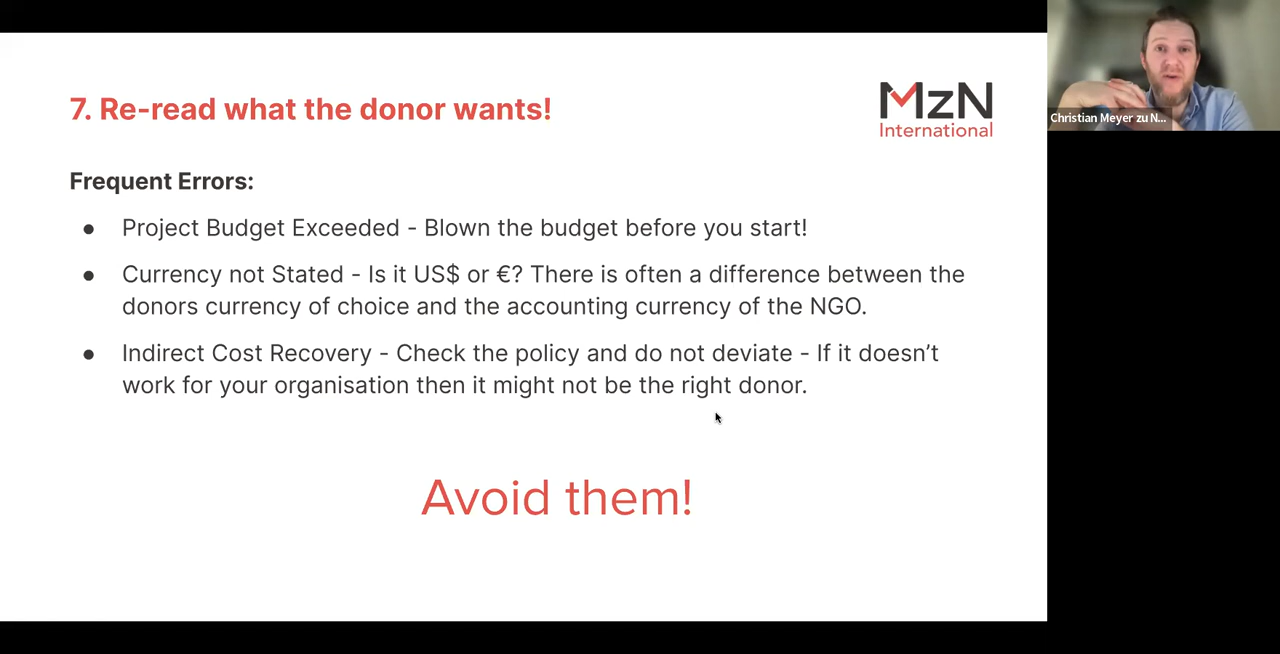 7. Re-read what the donor wants!
MzN
International
Frequent Errors:
● Project Budget Exceeded - Blown the budget before you start!
● Currency not Stated - Is it US$ or €? There is often a difference between the
donors currency of choice and the accounting currency of the NGO.
● Indirect Cost Recovery - Check the policy and do not deviate - If it doesn’t
work for your organisation then it might not be the right donor.
Avoid them!
Christian Meyer zu N...